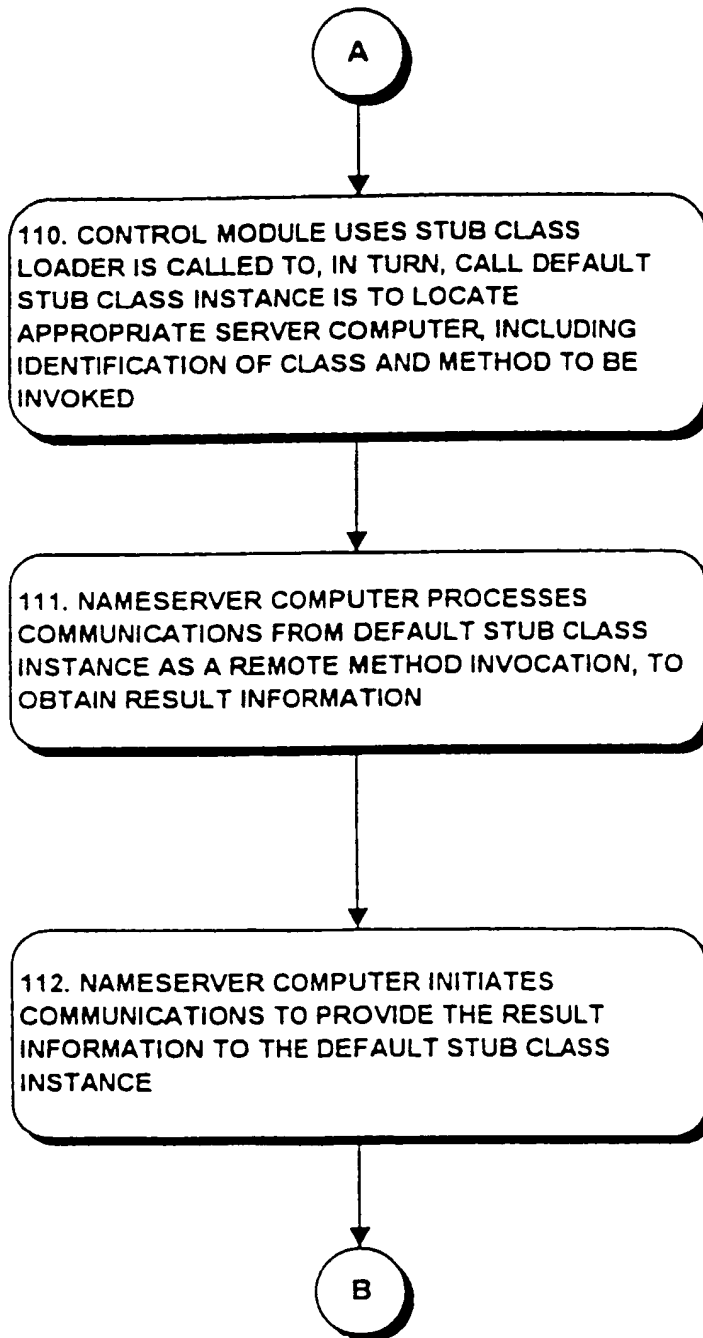 A
110. CONTROL MODULE USES STUB CLASS
LOADER IS CALLED TO, IN TURN, CALL DEFAULT
STUB CLASS INSTANCE IS TO LOCATE
APPROPRIATE SERVER COMPUTER, INCLUDING
IDENTIFICATION OF CLASS AND METHOD TO BE
INVOKED
111. NAMESERVER COMPUTER PROCESSES
COMMUNICATIONS FROM DEFAULT STUB CLASS
INSTANCE AS A REMOTE METHOD INVOCATION, TO
OBTAIN RESULT INFORMATION
112. NAMESERVER COMPUTER INITIATES
COMMUNICATIONS TO PROVIDE THE RESULT
INFORMATION TO THE DEFAULT STUB CLASS
INSTANCE
B